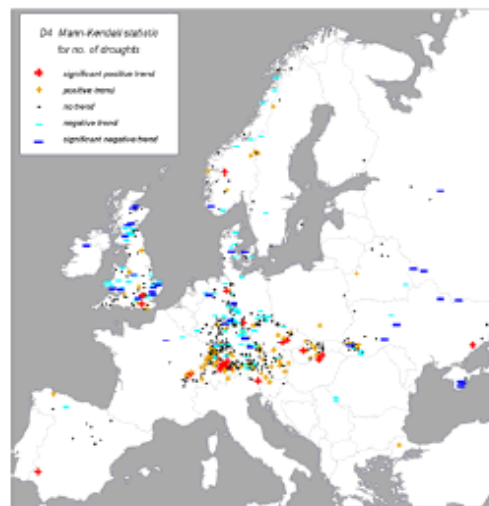 D4 Mann-Kendall statistic
for no. of droughts
significant positive trend
positive trend
no trend
negative trend
significant negative trend